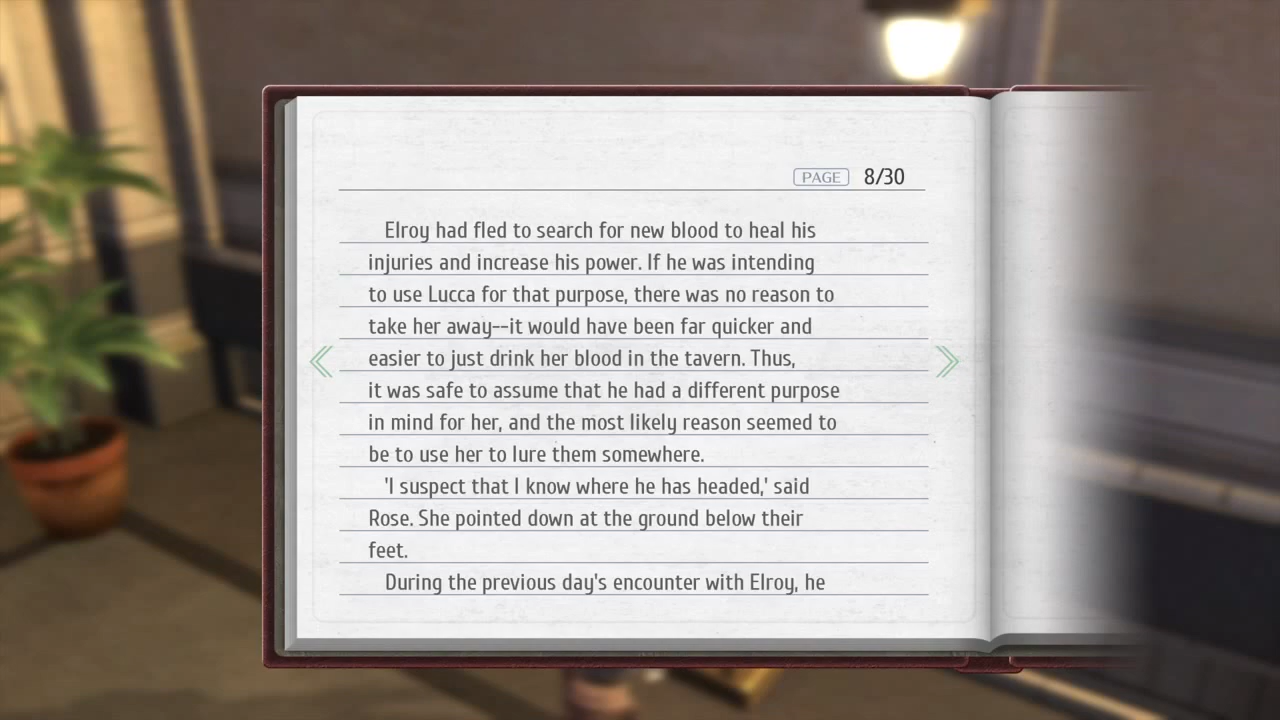 PAGE 8/30
Elroy had fled to search for new blood to heal his
injuries and increase his power. If he was intending
to use Lucca for that purpose, there was no reason to
take her away--it would have been far quicker and
easier to just drink her blood in the tavern. Thus,
it was safe to assume that he had a different purpose
in mind for her, and the most likely reason seemed to
be to use her to lure them somewhere.
'I suspect that I know where he has headed,' said
Rose. She pointed down at the ground below their
feet.
During the previous day's encounter with Elroy, he